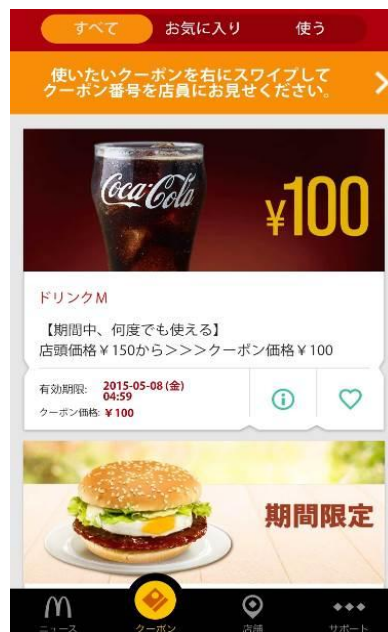 すべて お気に入り 使う
使いたいクーポンを右にスワイプして
クーポン番号を店員にお見せください。
Coca-Cola
¥100
ドリンクM
【期間中、何度でも使える】
店頭価格¥150から>>>クーポン価格¥100
有効期限: 2015-05-08 (金)
04:59
クーポン価格: ¥100
期間限定
ニュース クーポン 店舗 サポート